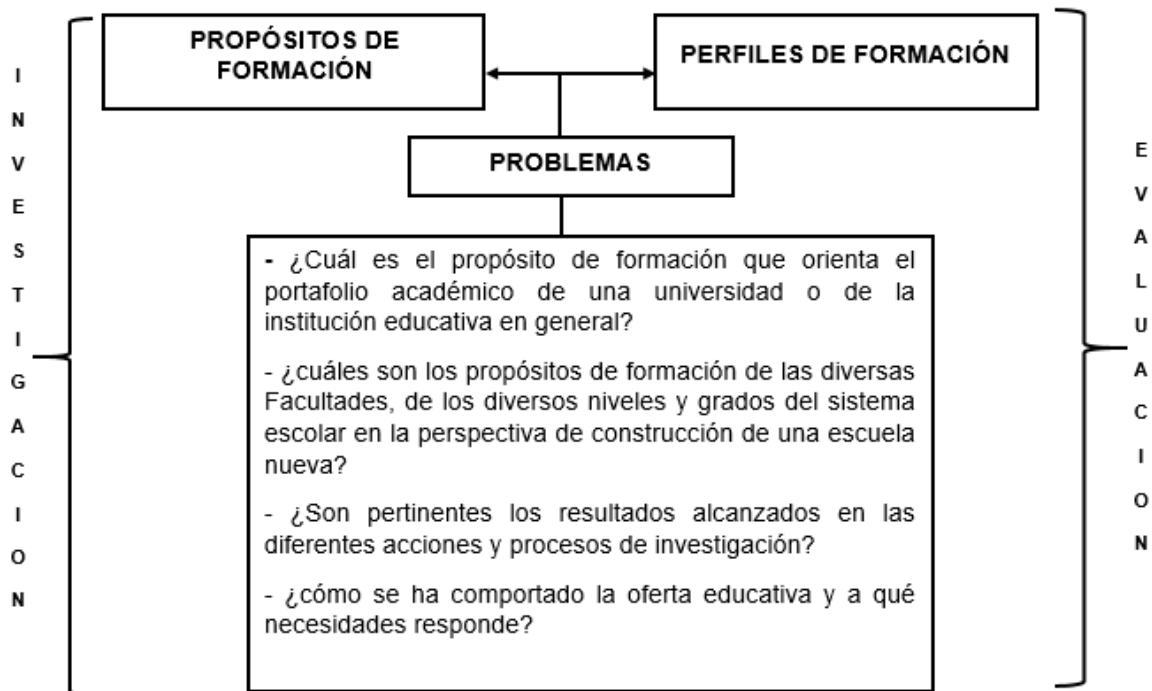 PROPÓSITOS DE
FORMACIÓN
PERFILES DE FORMACIÓN
PROBLEMAS
- ¿Cuál es el propósito de formación que orienta el
portafolio académico de una universidad o de la
institución educativa en general?
- ¿cuáles son los propósitos de formación de las diversas
Facultades, de los diversos niveles y grados del sistema
escolar en la perspectiva de construcción de una escuela
nueva?
- ¿Son pertinentes los resultados alcanzados en las
diferentes acciones y procesos de investigación?
- ¿cómo se ha comportado la oferta educativa y a qué
necesidades responde?
INVESTIGACION
EVALUACION